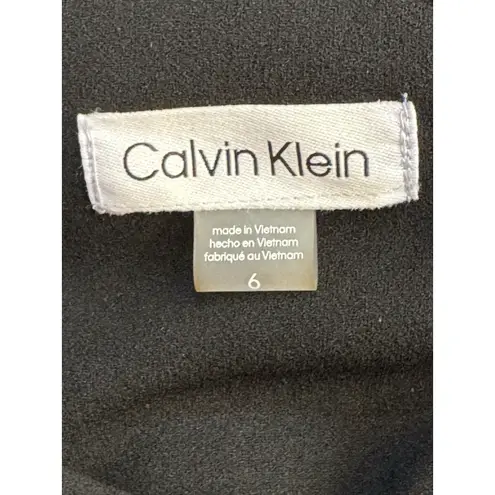 Calvin Klein
made in Vietnam
hecho en Vietnam
fabriqué au Vietnam
6